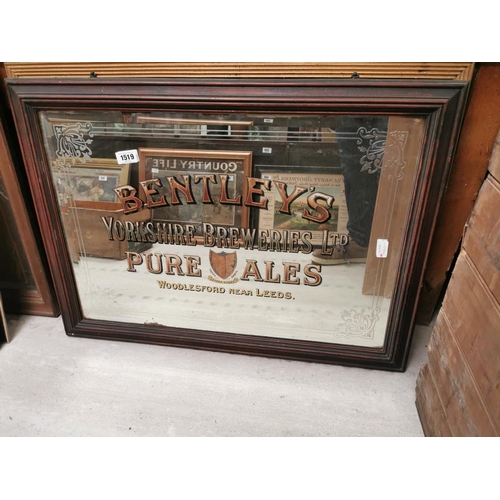 1519
COUNTRY LIFE
BENTLEY'S
YORKSHIRE BREWERIES LTD
PURE ALES
WOODLESFORD NEAR LEEDS.